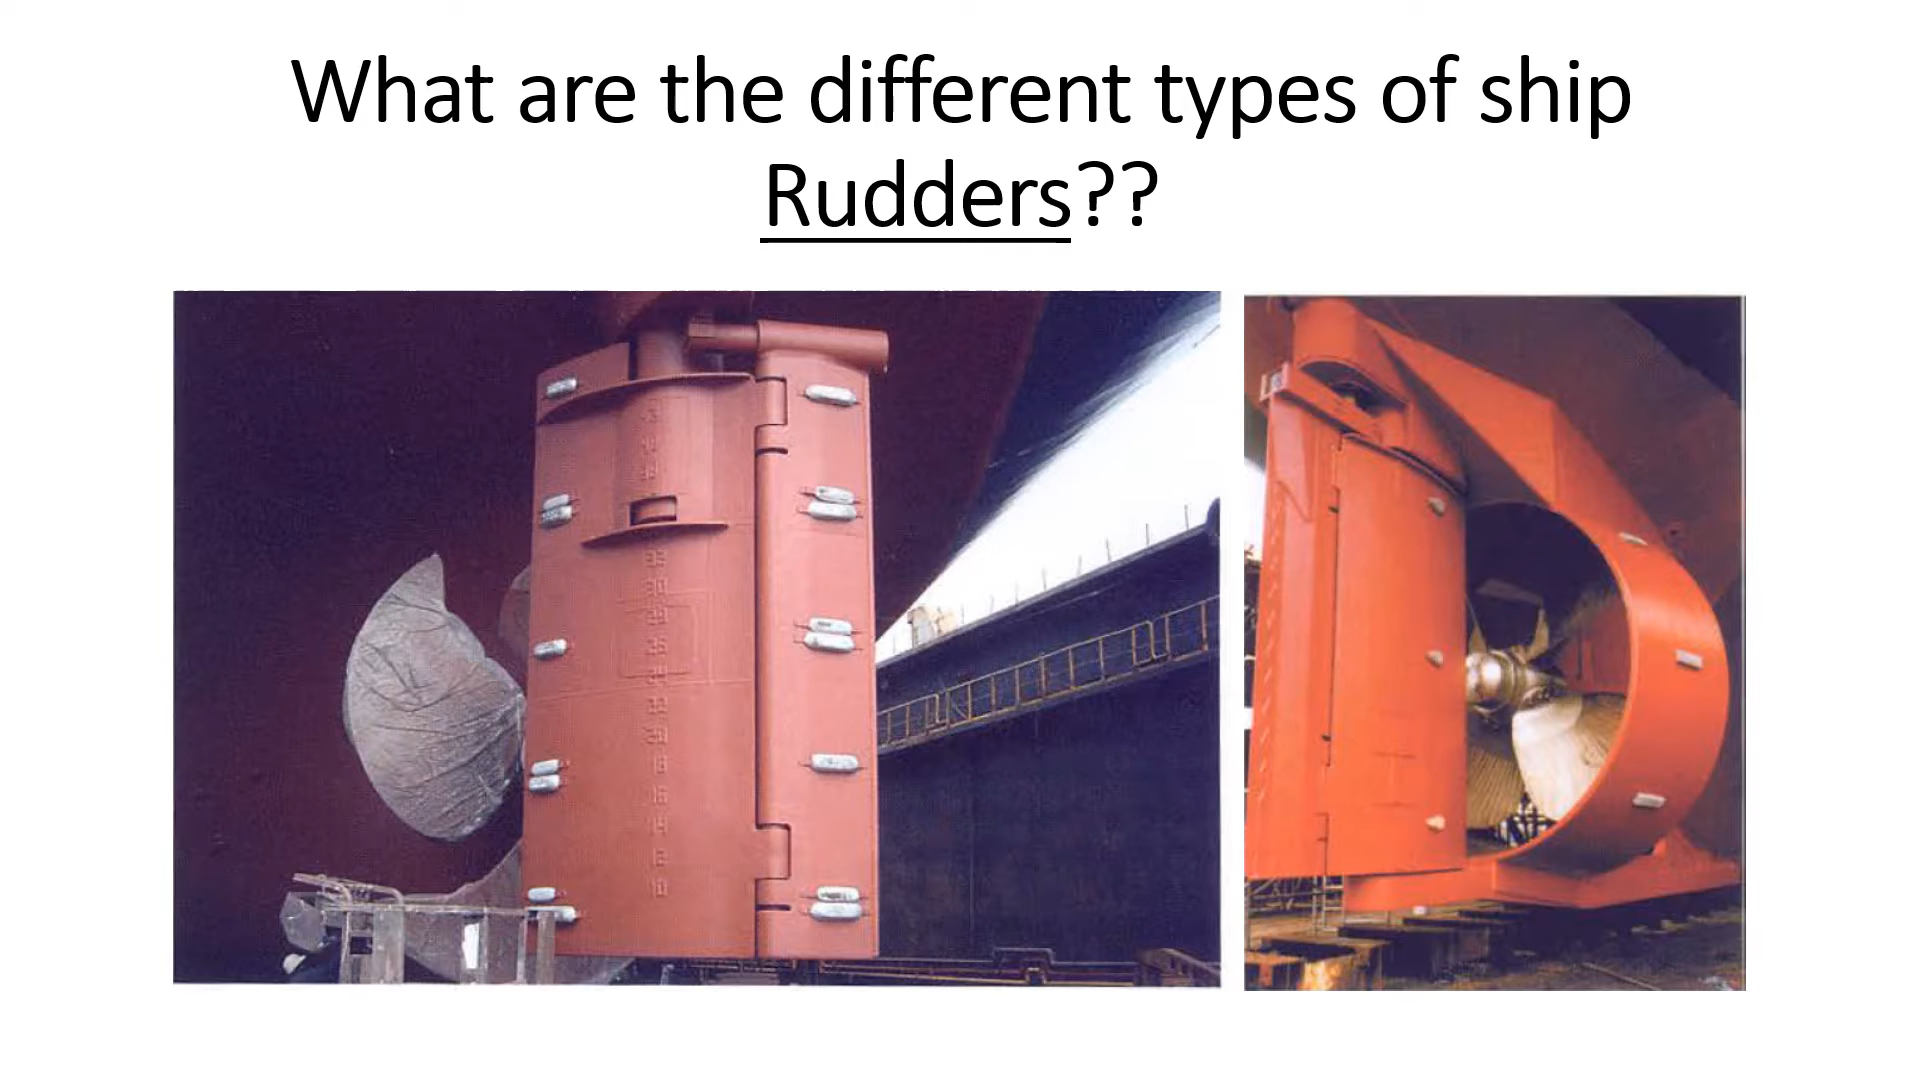 What are the different types of ship
Rudders??